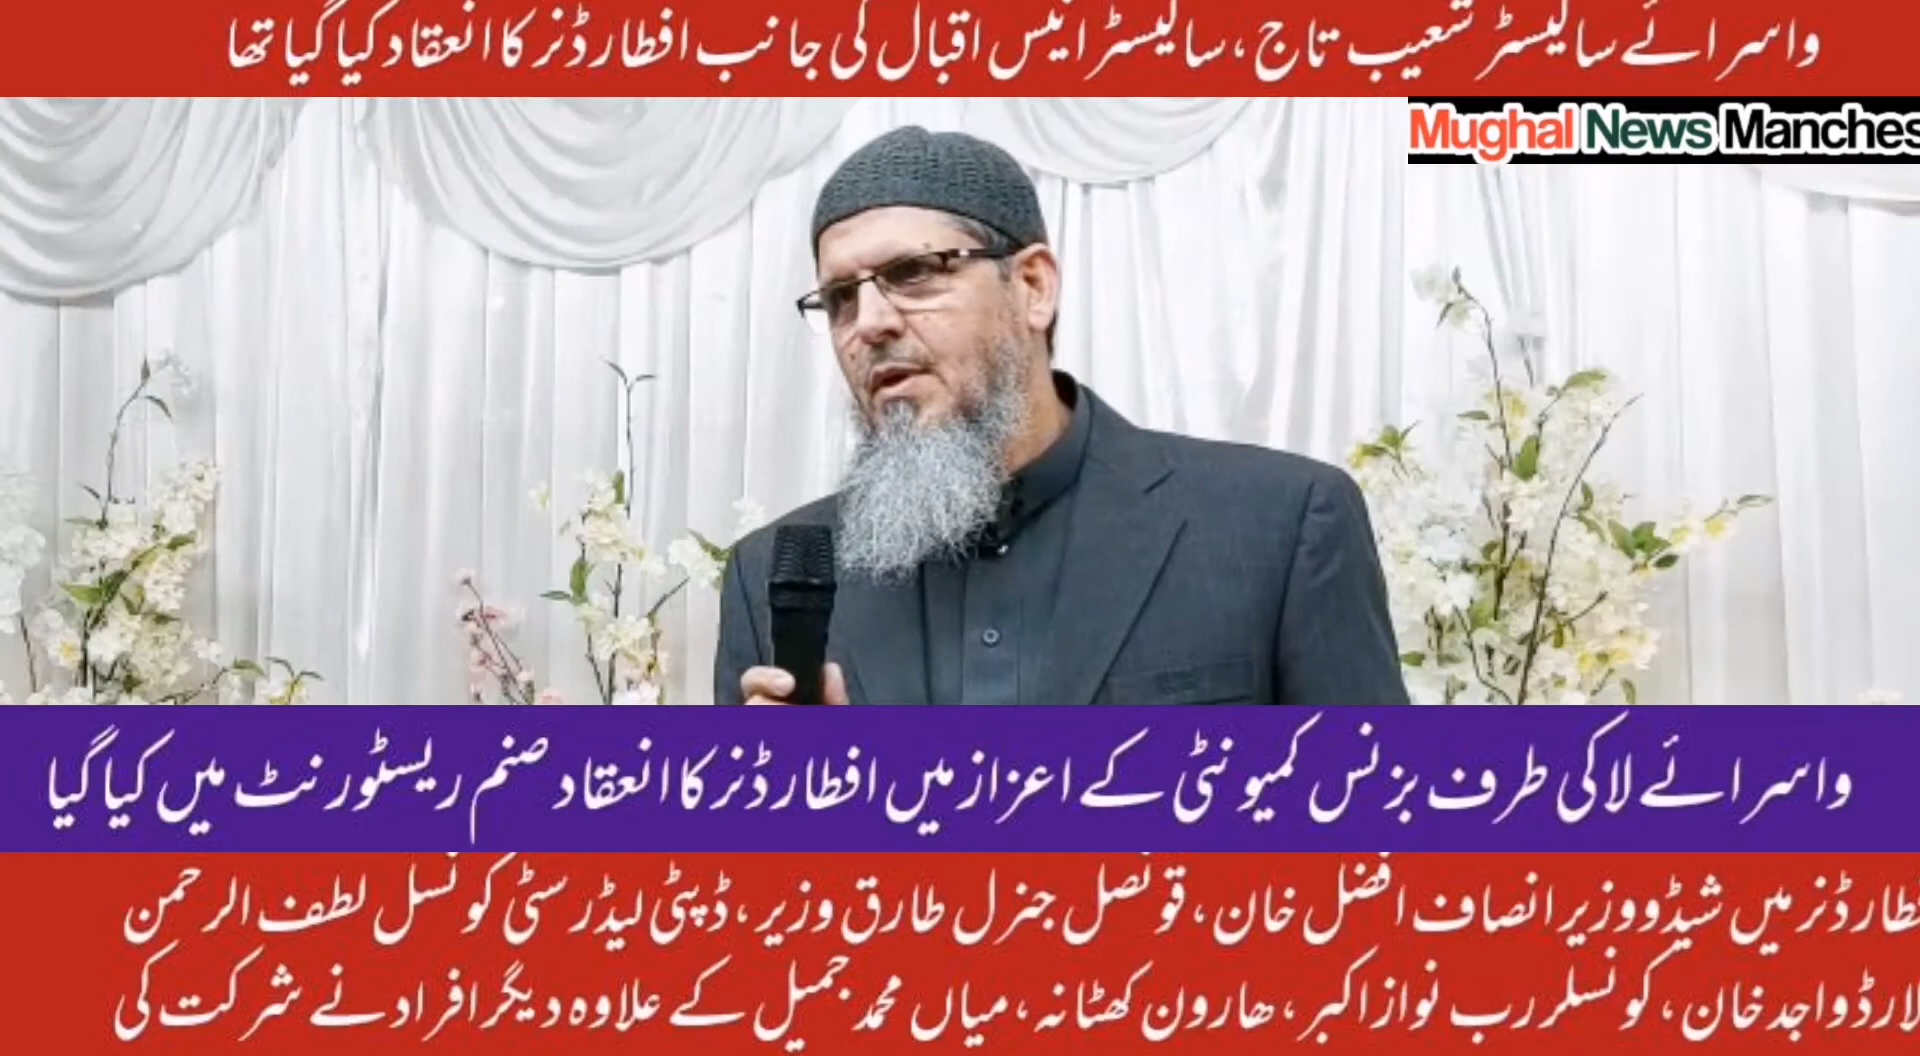 واسرائے سالیسٹر شعیب تاج ،سالیسٹر انیس اقبال کی جانب افطار ڈنر کا انعقاد کیا گیا تھا
Mughal News Manches
واسرائے لا کی طرف بزنس کمیونٹی کے اعزاز میں افطار ڈنر کا انعقاد صنم ریسٹورنٹ میں کیا گیا
طار ڈنر میں شیڈو وزیر انصاف افضل خان ، قونصل جنرل طارق وزیر ، ڈپٹی لیڈر سٹی کونسل لطف الرحمن
لارڈ واجد خان ، کونسلر رب نواز اکبر ، ھارون کھٹانہ ، میاں محمد جمیل کے علاوہ دیگر افراد نے شرکت کی